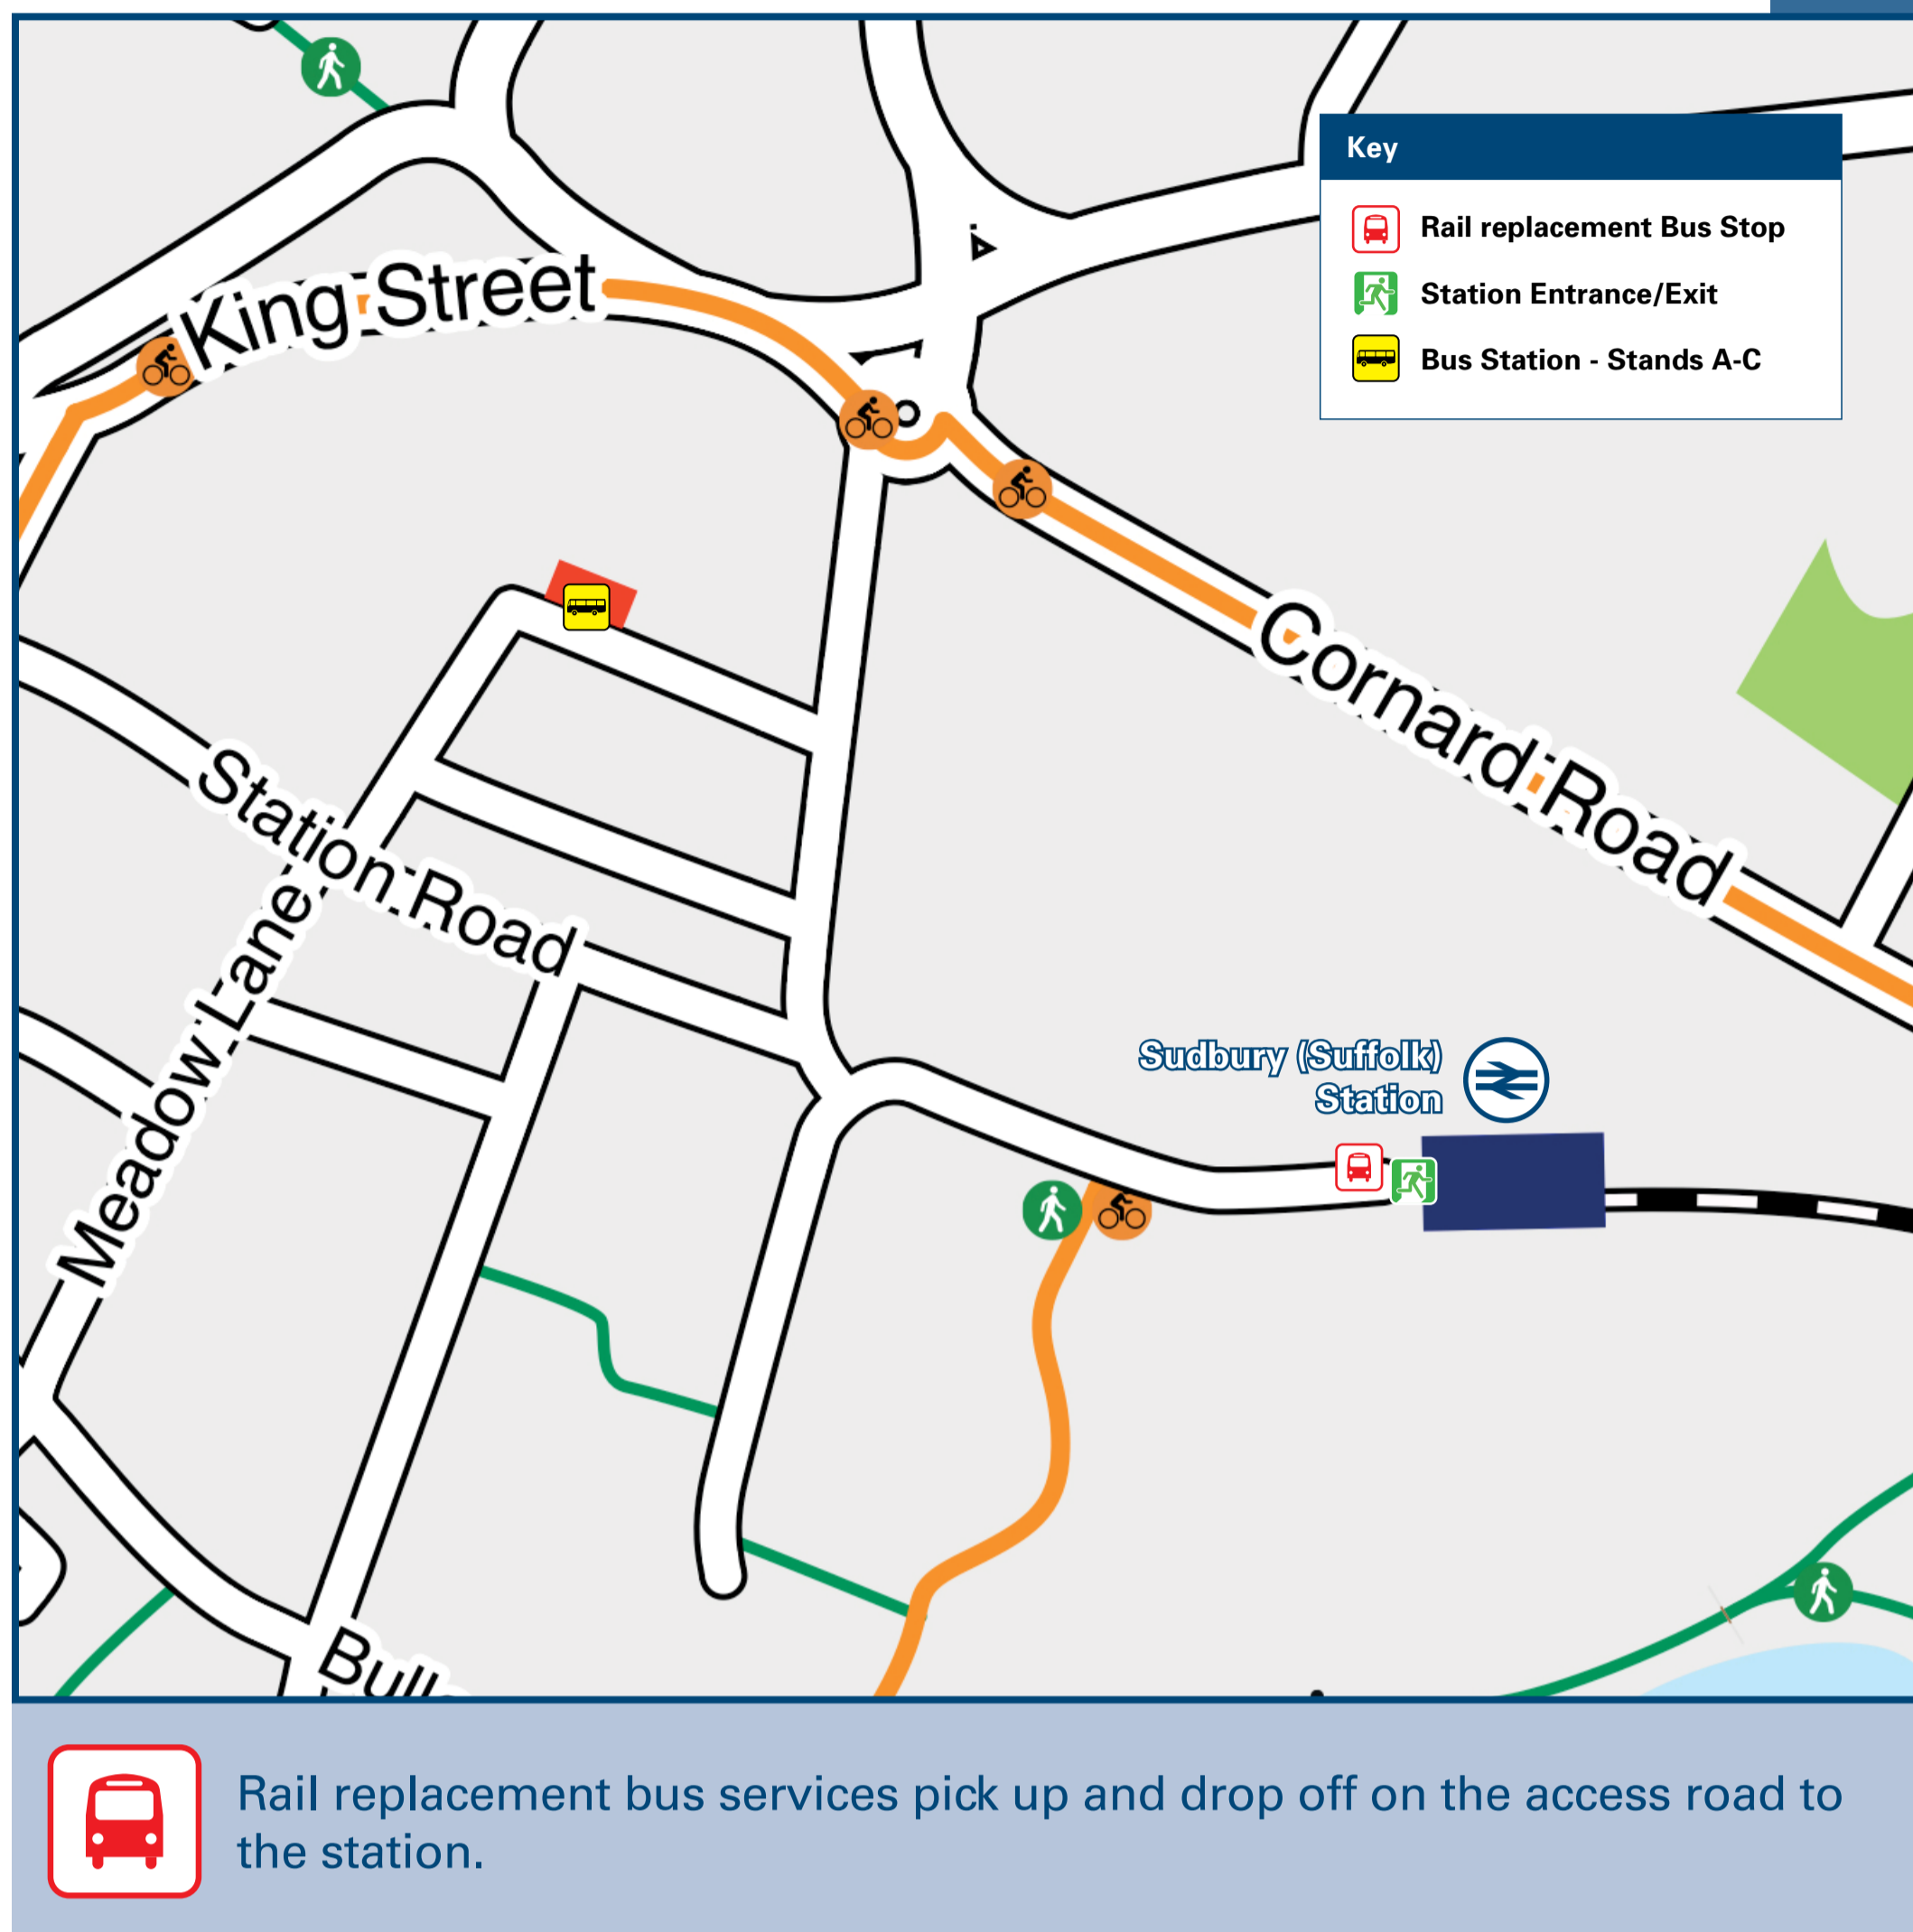 Key
Rail replacement Bus Stop
Station Entrance/Exit
Bus Station - Stands A-C
King Street
Cornard Road
Station Road
Meadow Lane
Sudbury (Suffolk)
Station
Rail replacement bus services pick up and drop off on the access road to
the station.